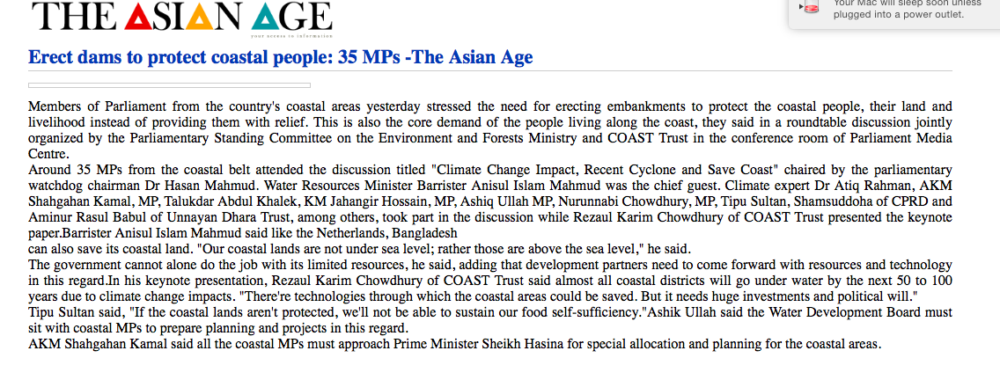 THE ASIAN AGE
your access to information
Your Mac will sleep soon unless
plugged into a power outlet.
Erect dams to protect coastal people: 35 MPs -The Asian Age
Members of Parliament from the country's coastal areas yesterday stressed the need for erecting embankments to protect the coastal people, their land and
livelihood instead of providing them with relief. This is also the core demand of the people living along the coast, they said in a roundtable discussion jointly
organized by the Parliamentary Standing Committee on the Environment and Forests Ministry and COAST Trust in the conference room of Parliament Media
Centre.
Around 35 MPs from the coastal belt attended the discussion titled "Climate Change Impact, Recent Cyclone and Save Coast" chaired by the parliamentary
watchdog chairman Dr Hasan Mahmud. Water Resources Minister Barrister Anisul Islam Mahmud was the chief guest. Climate expert Dr Atiq Rahman, AKM
Shahgahan Kamal, MP, Talukdar Abdul Khalek, KM Jahangir Hossain, MP, Ashiq Ullah MP, Nurunnabi Chowdhury, MP, Tipu Sultan, Shamsuddoha of CPRD and
Aminur Rasul Babul of Unnayan Dhara Trust, among others, took part in the discussion while Rezaul Karim Chowdhury of COAST Trust presented the keynote
paper.Barrister Anisul Islam Mahmud said like the Netherlands, Bangladesh
can also save its coastal land. "Our coastal lands are not under sea level; rather those are above the sea level," he said.
The government cannot alone do the job with its limited resources, he said, adding that development partners need to come forward with resources and technology
in this regard.In his keynote presentation, Rezaul Karim Chowdhury of COAST Trust said almost all coastal districts will go under water by the next 50 to 100
years due to climate change impacts. "There're technologies through which the coastal areas could be saved. But it needs huge investments and political will."
Tipu Sultan said, "If the coastal lands aren't protected, we'll not be able to sustain our food self-sufficiency."Ashik Ullah said the Water Development Board must
sit with coastal MPs to prepare planning and projects in this regard.
AKM Shahgahan Kamal said all the coastal MPs must approach Prime Minister Sheikh Hasina for special allocation and planning for the coastal areas.